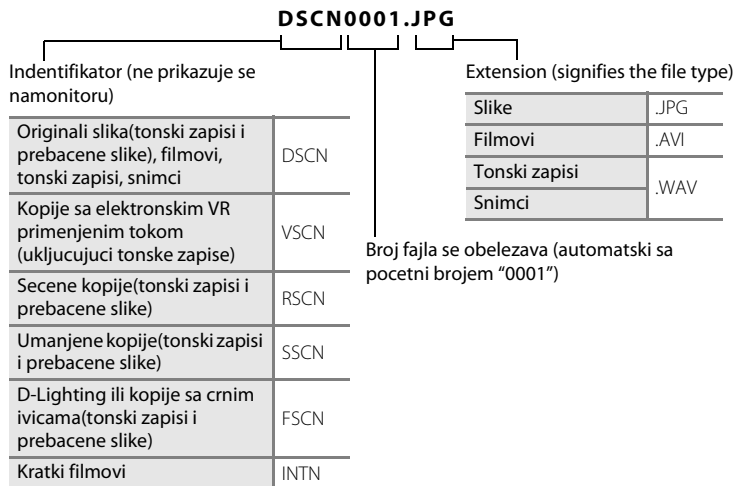 DSCN0001.JPG
Indentifikator (ne prikazuje se
namonitoru)
Originali slika(tonski zapisi i
prebacene slike), filmovi,
tonski zapisi, snimci
DSCN
Kopije sa elektronskim VR
primenjenim tokom
(ukljucujuci tonske zapise)
VSCN
Secene kopije(tonski zapisi i
prebacene slike)
RSCN
Umanjene kopije(tonski zapisi
i prebacene slike)
SSCN
D-Lighting ili kopije sa crnim
ivicama(tonski zapisi i
prebacene slike)
FSCN
Kratki filmovi
INTN
Extension (signifies the file type)
Slike
.JPG
Filmovi
.AVI
Tonski zapisi
.WAV
Snimci
Broj fajla se obelezava (automatski sa
pocetni brojem “0001”)